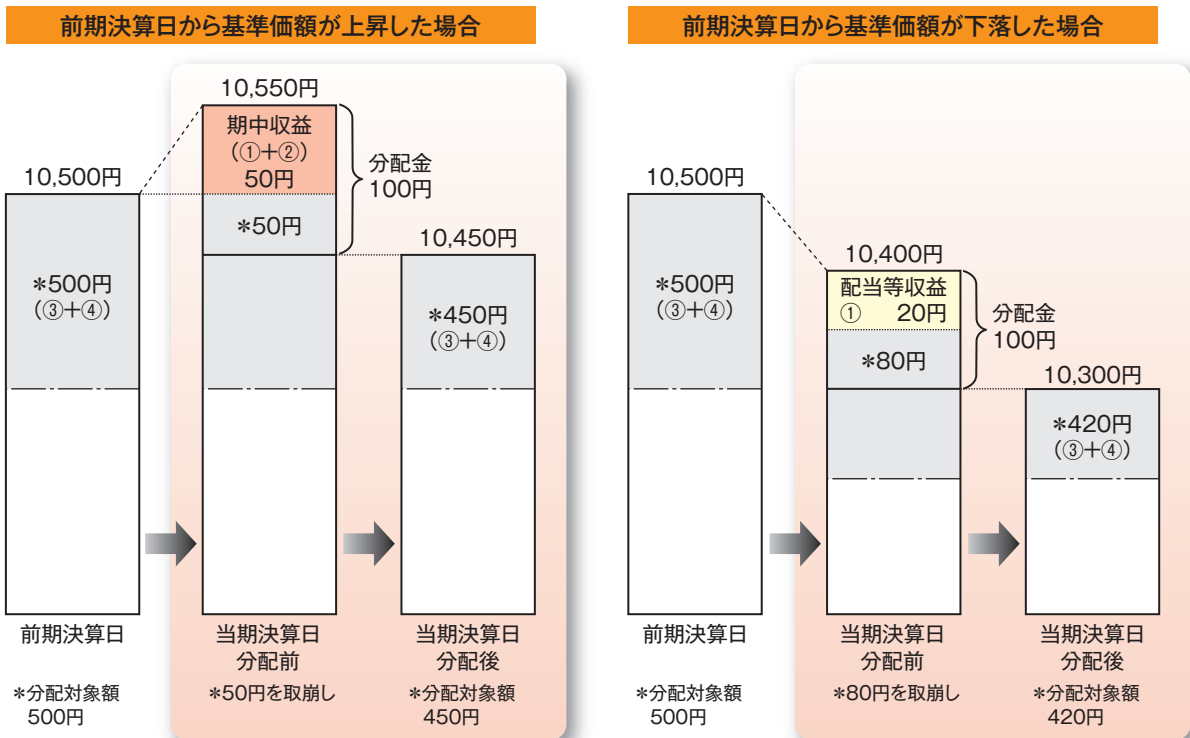 前期決算日から基準価額が上昇した場合
10,550円
期中収益
(①+②)
50円
分配金
100円
10,500円
*50円
10,450円
*500円
(③+④)
*450円
(③+④)
前期決算日
当期決算日
分配前
当期決算日
分配後
*分配対象額
500円
*50円を取崩し
*分配対象額
450円
前期決算日から基準価額が下落した場合
10,500円
10,400円
*500円
(③+④)
配当等収益
① 20円
分配金
100円
*80円
10,300円
*420円
(③+④)
前期決算日
当期決算日
分配前
当期決算日
分配後
*分配対象額
500円
*80円を取崩し
*分配対象額
420円